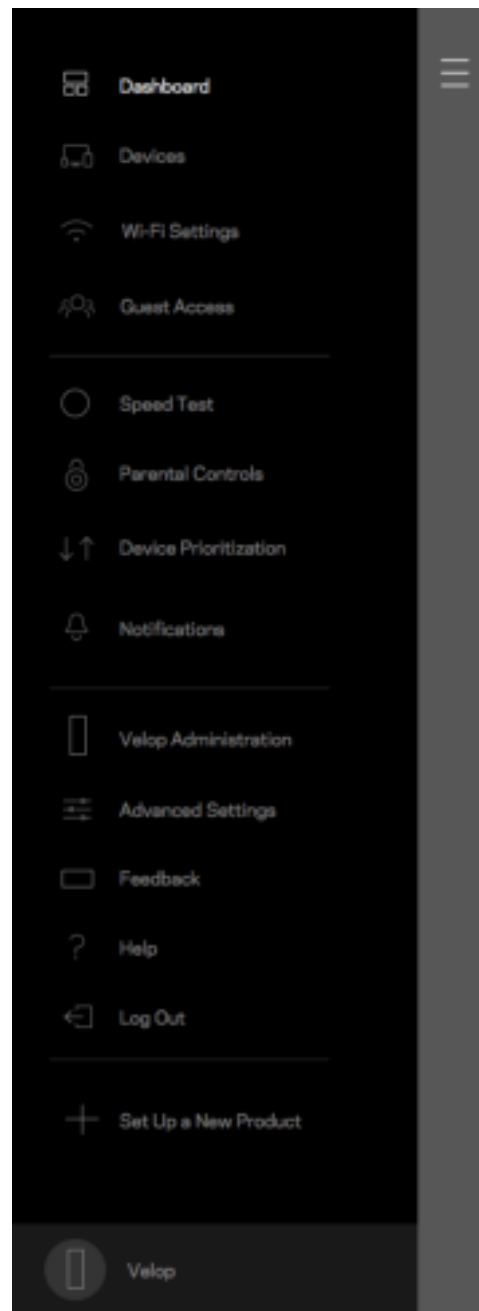 Dashboard
Devices
Wi-Fi Settings
Guest Access
Speed Test
Parental Controls
Device Prioritization
Notifications
Velop Administration
Advanced Settings
Feedback
Help
Log Out
Set Up a New Product
Velop